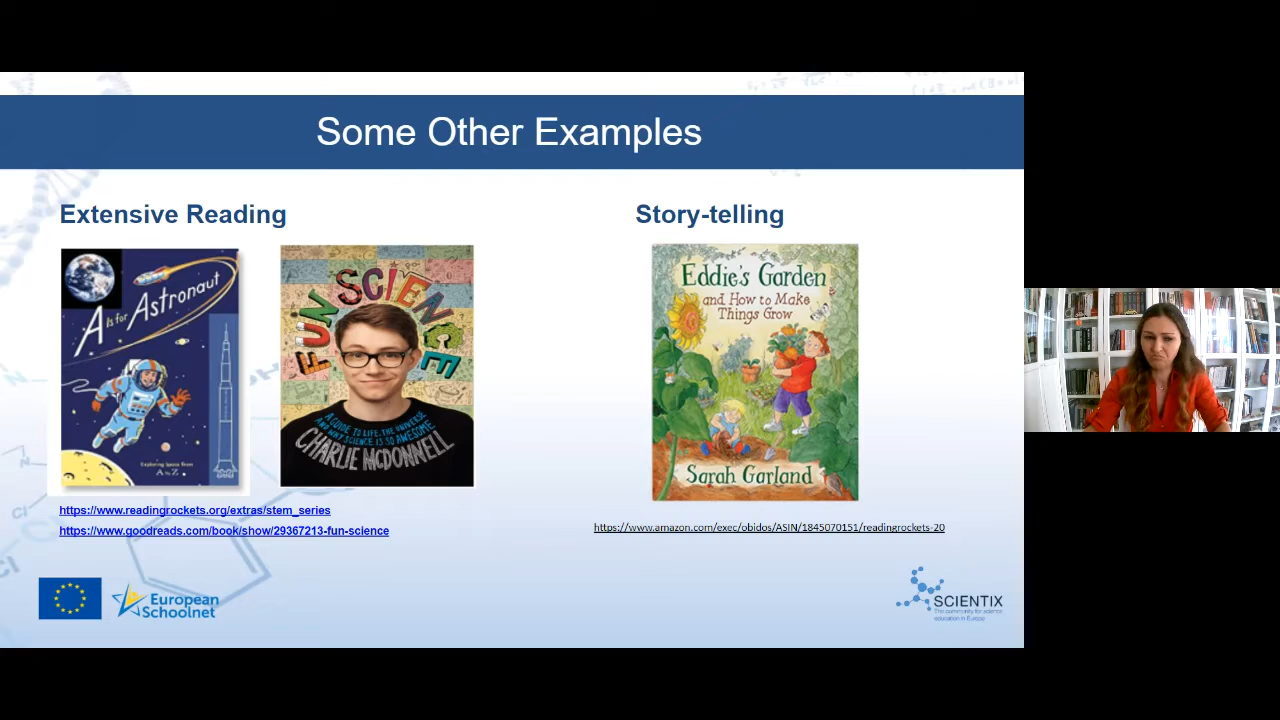 Some Other Examples
Extensive Reading
A is for Astronaut
Exploring Space from
A to Z
FUN SCIENCE
A GUIDE TO LIFE, THE UNIVERSE
AND WHY SCIENCE IS SO AWESOME
CHARLIE MCDONNELL
https://www.readingrockets.org/extras/stem_series
https://www.goodreads.com/book/show/29367213-fun-science
Story-telling
Eddie's Garden
and How to Make
Things Grow
Sarah Garland
https://www.amazon.com/exec/obidos/ASIN/1845070151/readingrockets-20
European
Schoolnet
SCIENTIX
The community for science
education in Europe